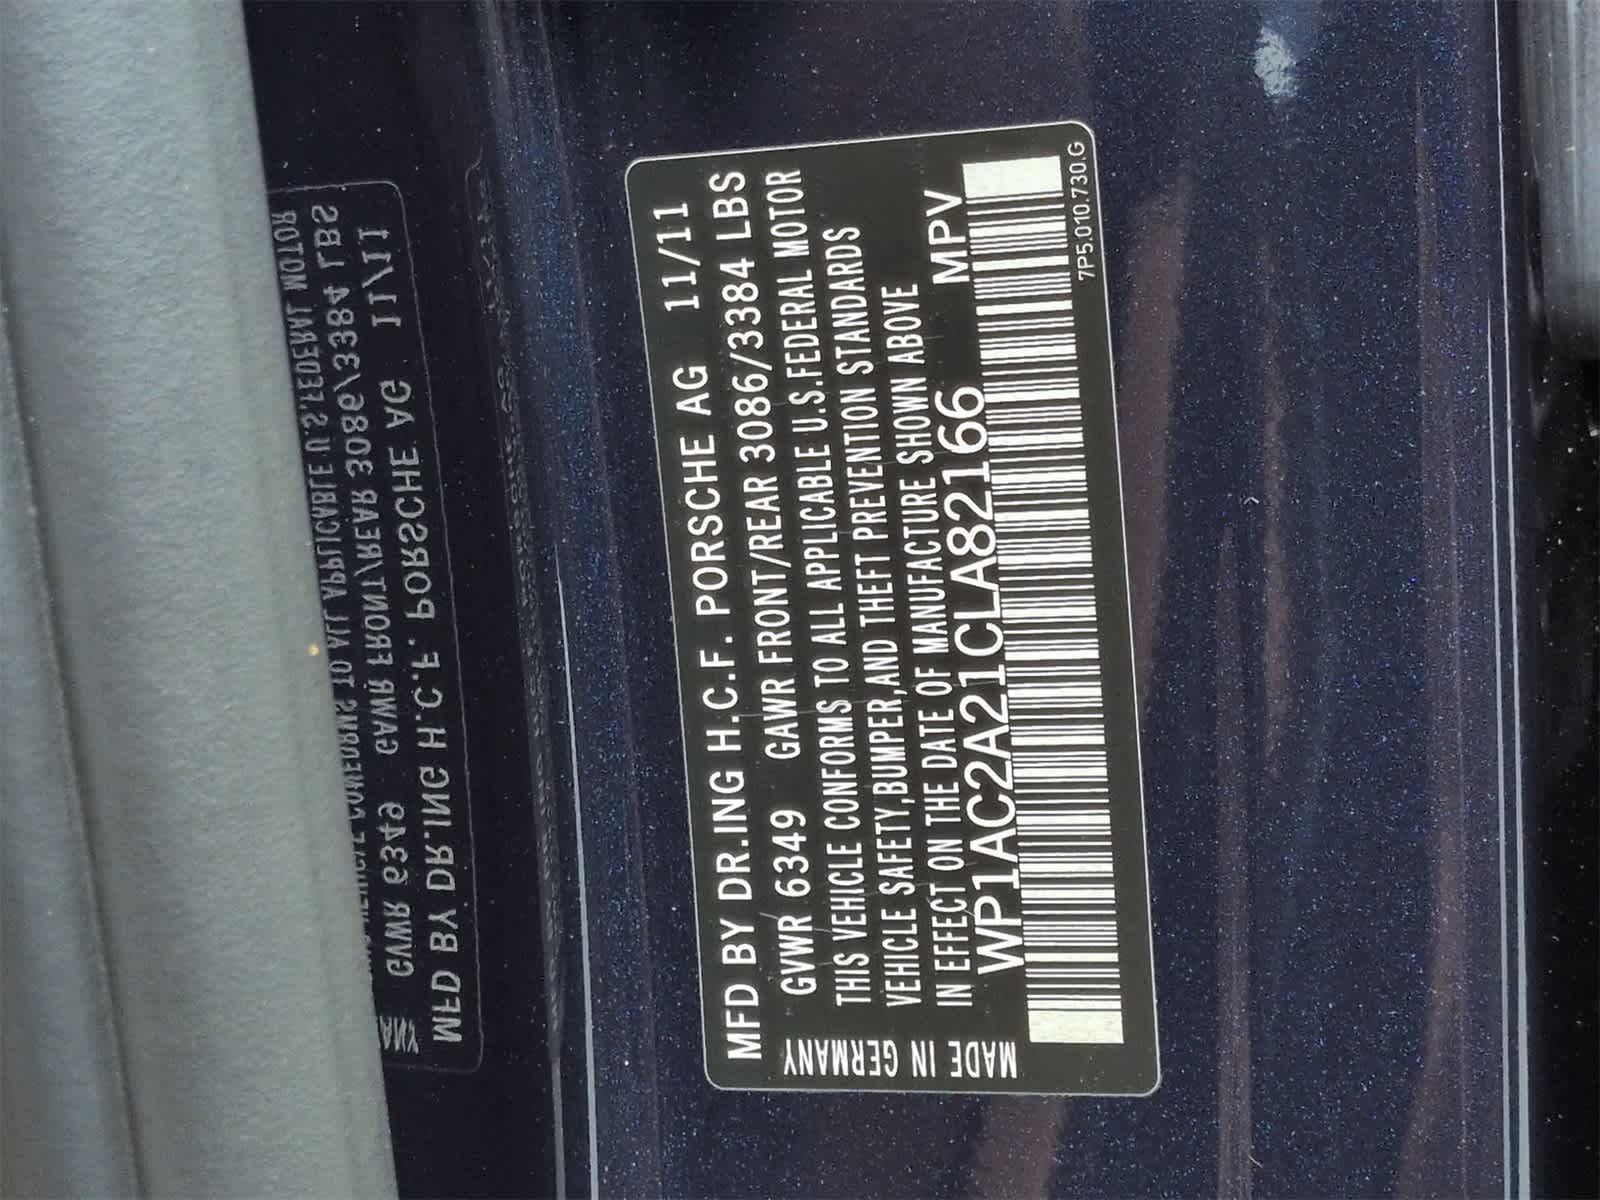 MFD BY DR.ING H.C.F. PORSCHE AG 11/11
GVWR 6349 GAWR FRONT/REAR 3086/3384 LBS
THIS VEHICLE CONFORMS TO ALL APPLICABLE U.S.FEDERAL MOTOR
VEHICLE SAFETY,BUMPER,AND THEFT PREVENTION STANDARDS
IN EFFECT ON THE DATE OF MANUFACTURE SHOWN ABOVE
WP1AC2A21CLA82166 MPV
MADE IN GERMANY
7P5.010.730.G